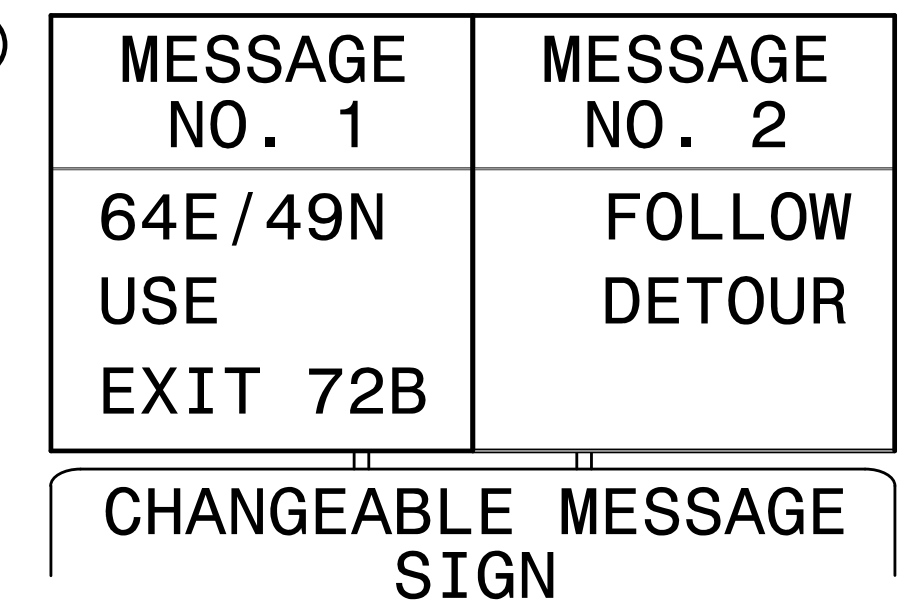 MESSAGE
NO. 1
64E/49N
USE
EXIT 72B
MESSAGE
NO. 2
FOLLOW
DETOUR
CHANGEABLE MESSAGE
SIGN